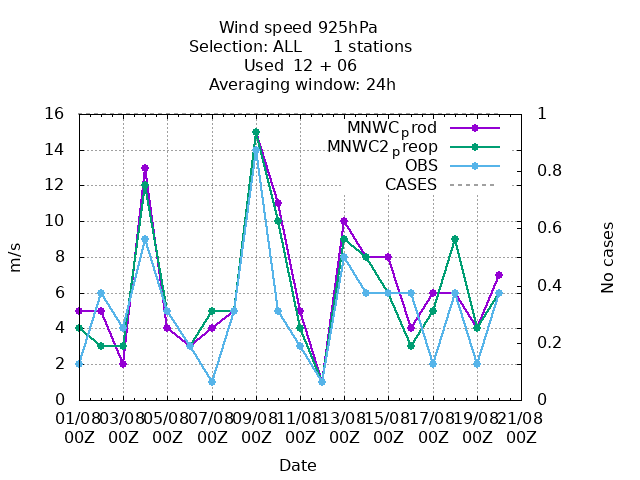 Wind speed 925hPa
Selection: ALL 1 stations
Used 12 + 06
Averaging window: 24h
16
14
12
10
8
6
4
2
0
1
0.8
0.6
0.4
0.2
0
m/s
No cases
MNWCprod
MNWC2preop
OBS
CASES
01/08 03/08 05/08 07/08 09/08 11/08 13/08 15/08 17/08 19/08 21/08
00Z 00Z 00Z 00Z 00Z 00Z 00Z 00Z 00Z 00Z 00Z
Date